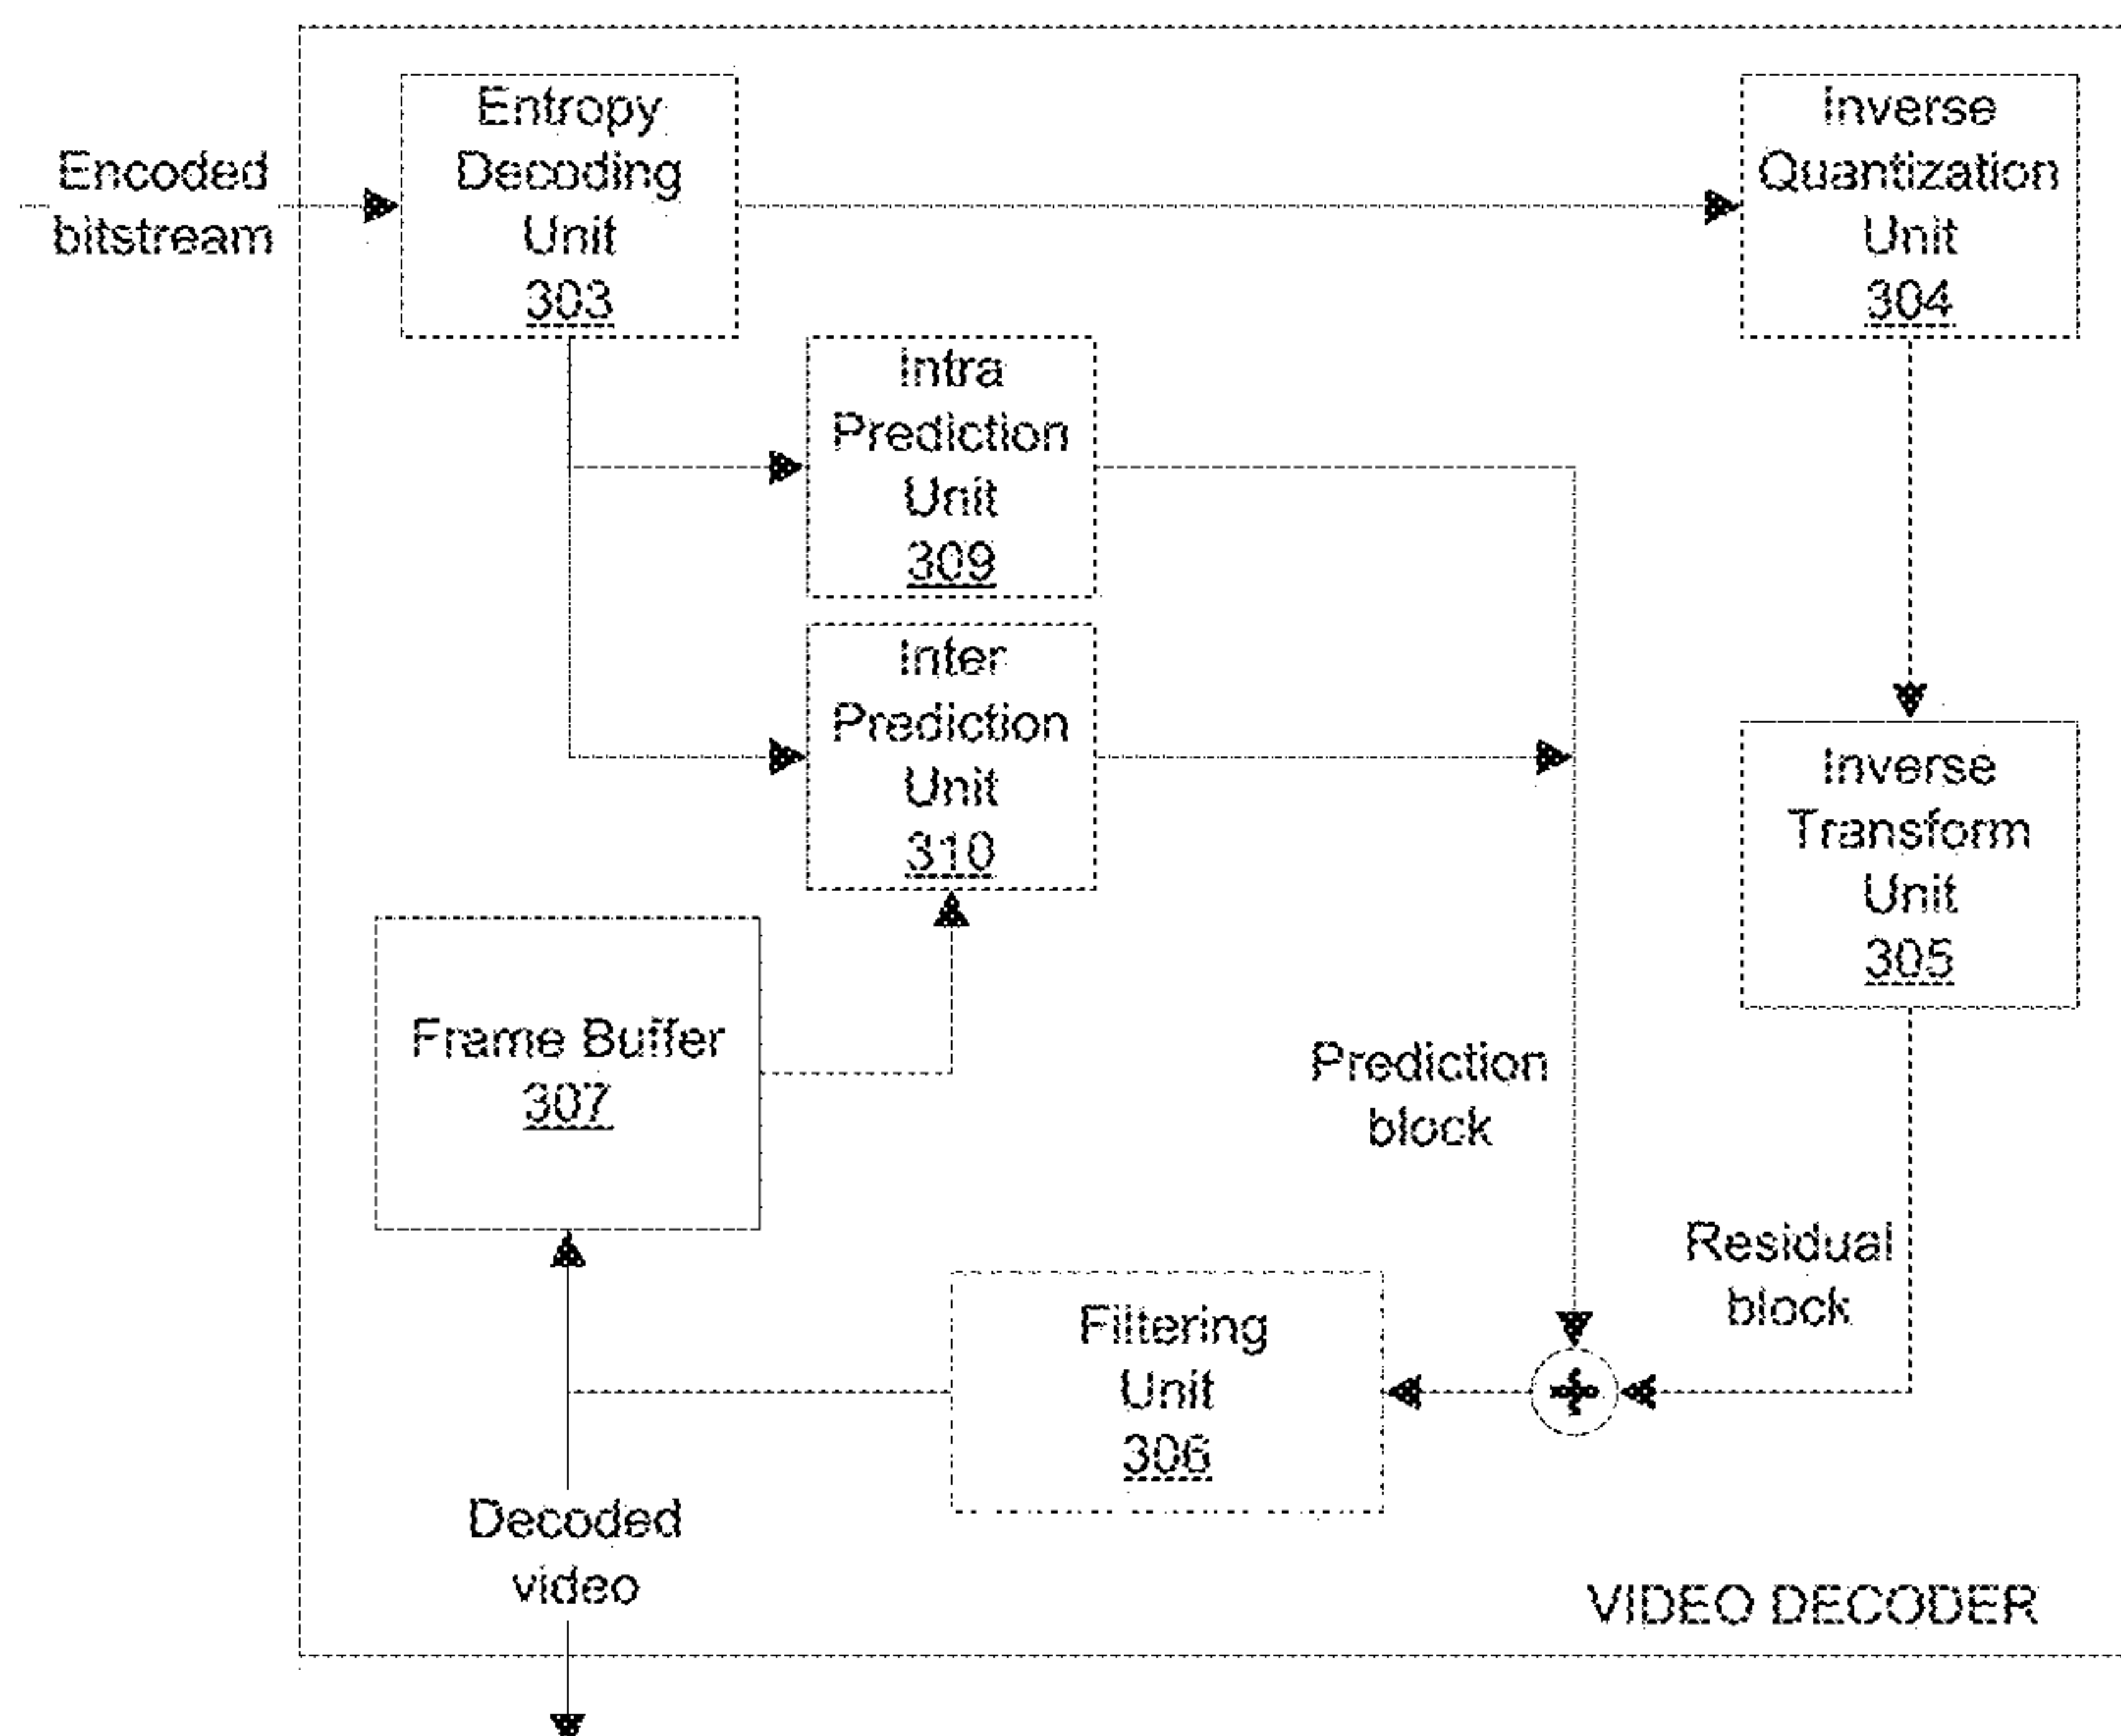 Encoded
bitstream
Entropy
Decoding
Unit
303
Inverse
Quantization
Unit
304
Intra
Prediction
Unit
309
Inter
Prediction
Unit
310
Inverse
Transform
Unit
305
Frame Buffer
307
Prediction
block
Residual
block
Filtering
Unit
306
+
Decoded
video
VIDEO DECODER